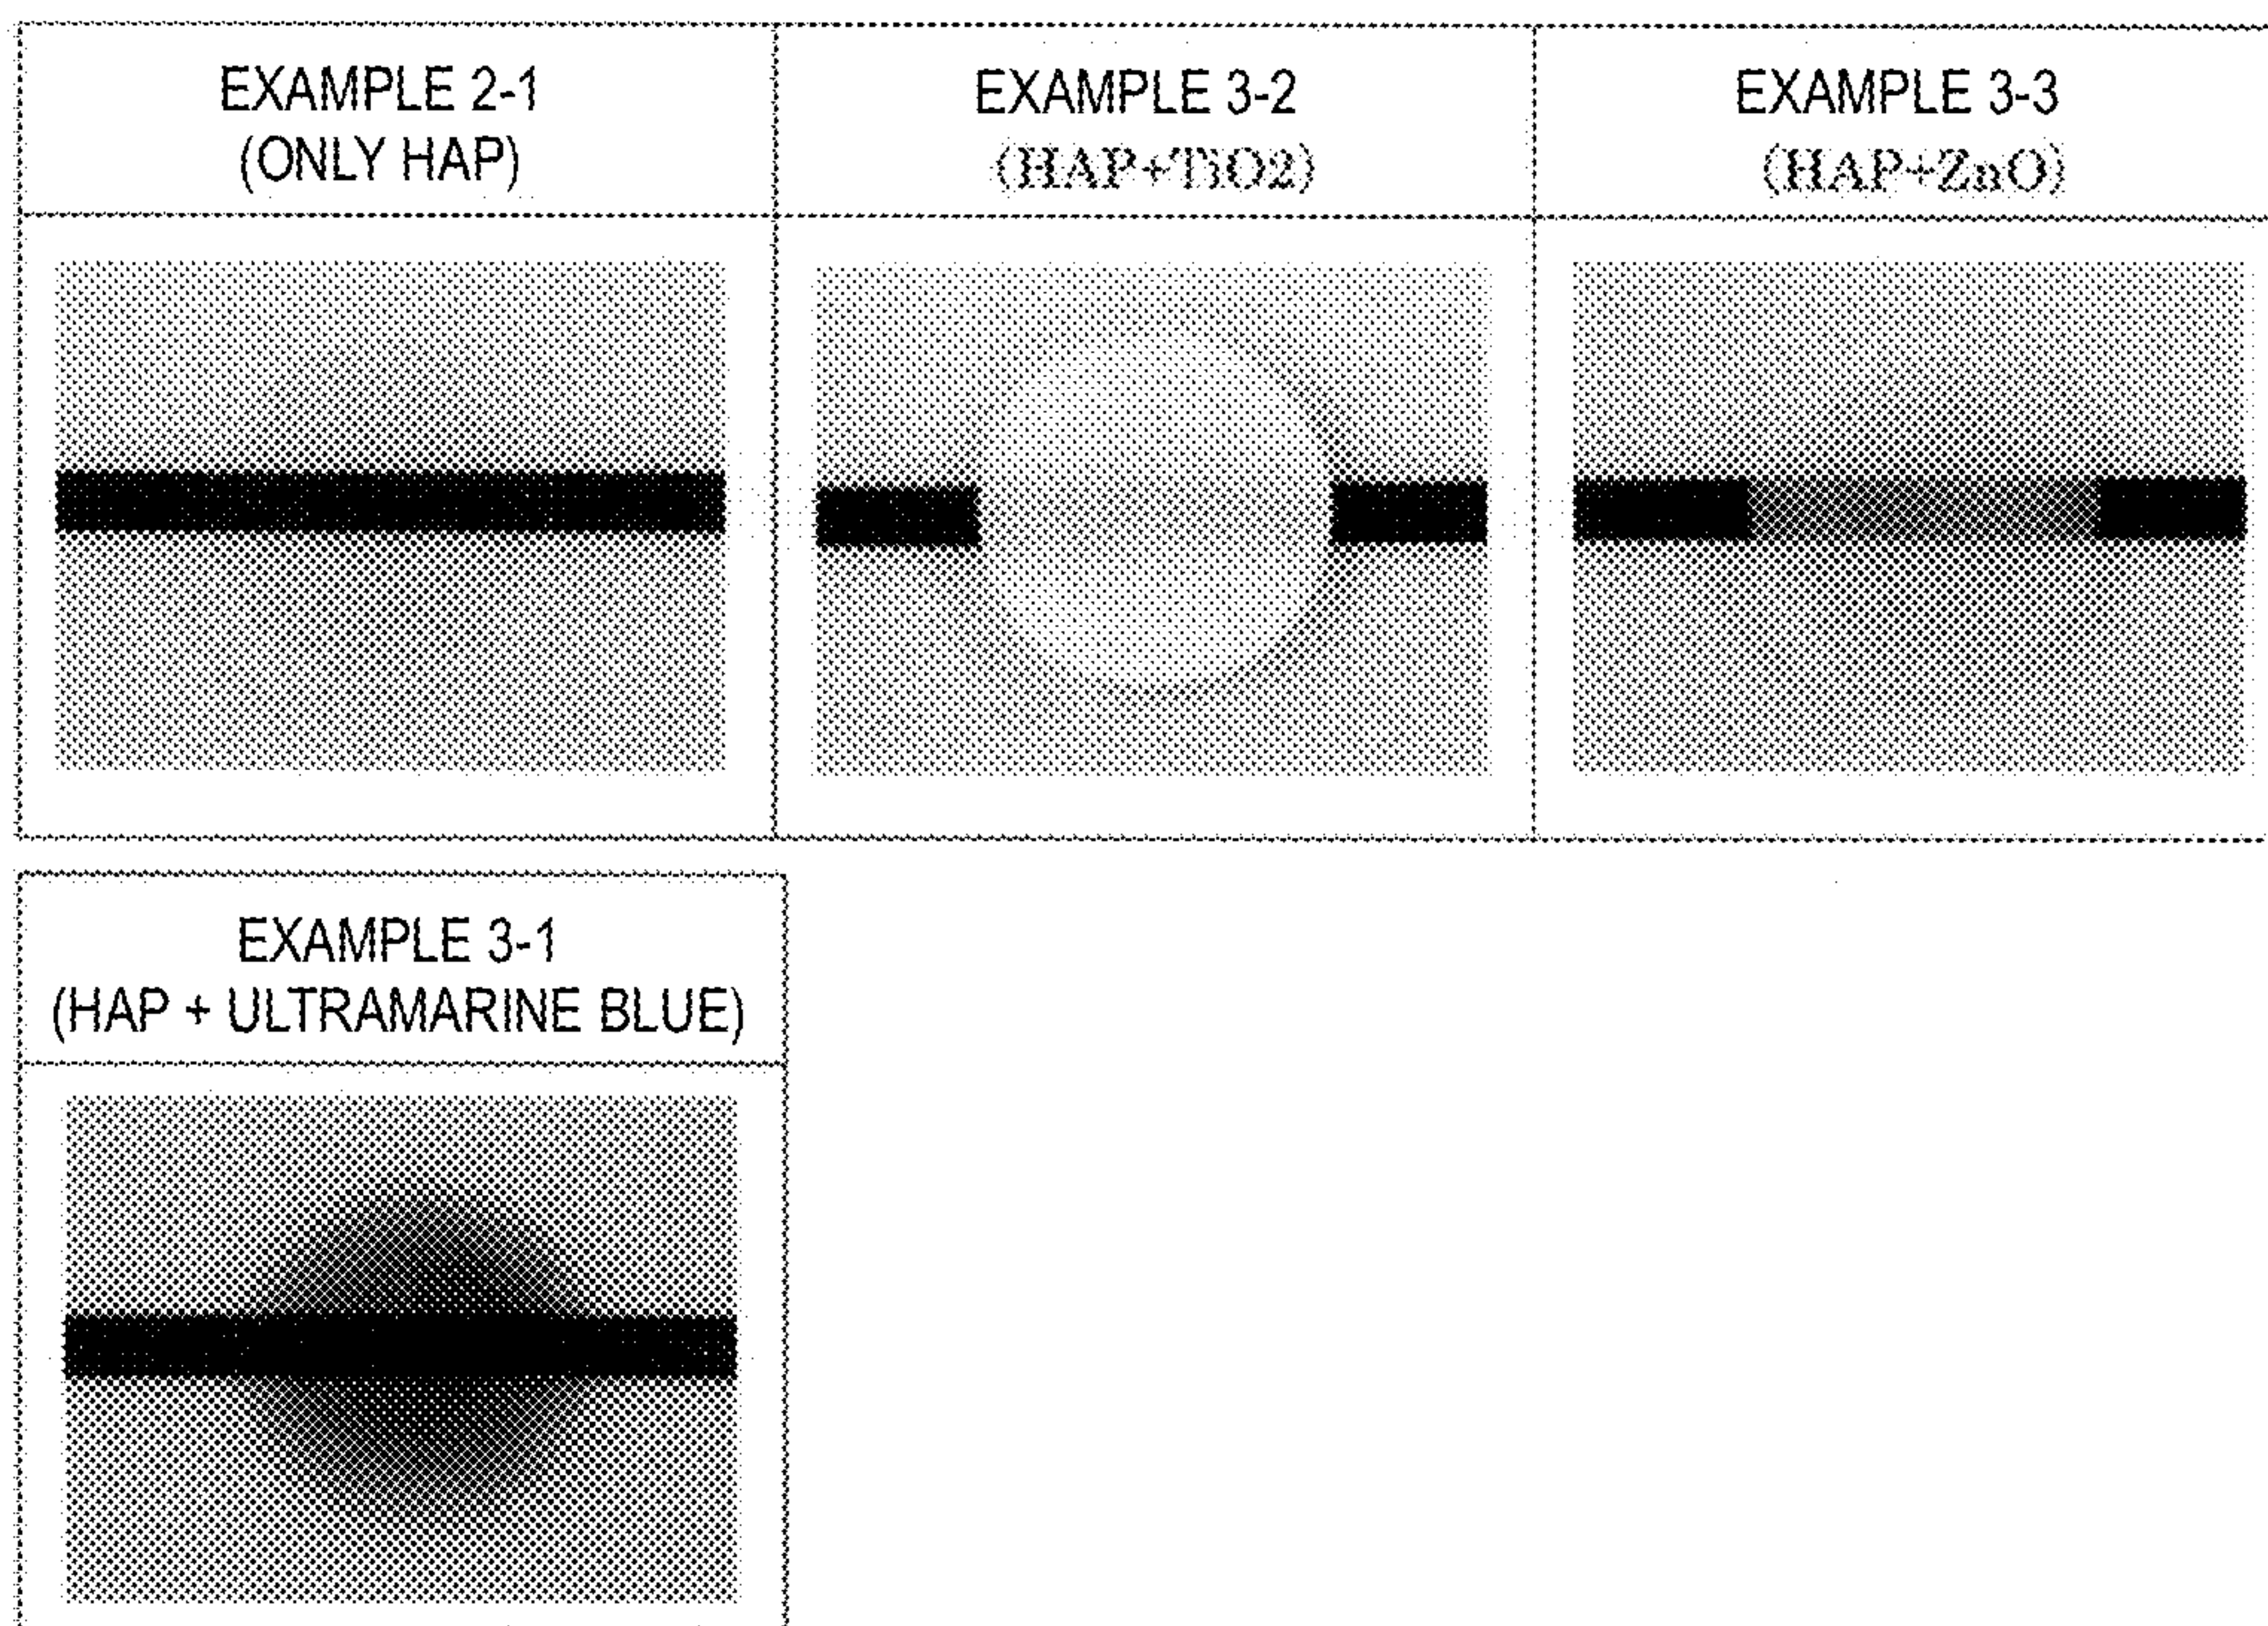 EXAMPLE 2-1
(ONLY HAP)
EXAMPLE 3-2
(HAP+TiO2)
EXAMPLE 3-3
(HAP+ZnO)
EXAMPLE 3-1
(HAP + ULTRAMARINE BLUE)